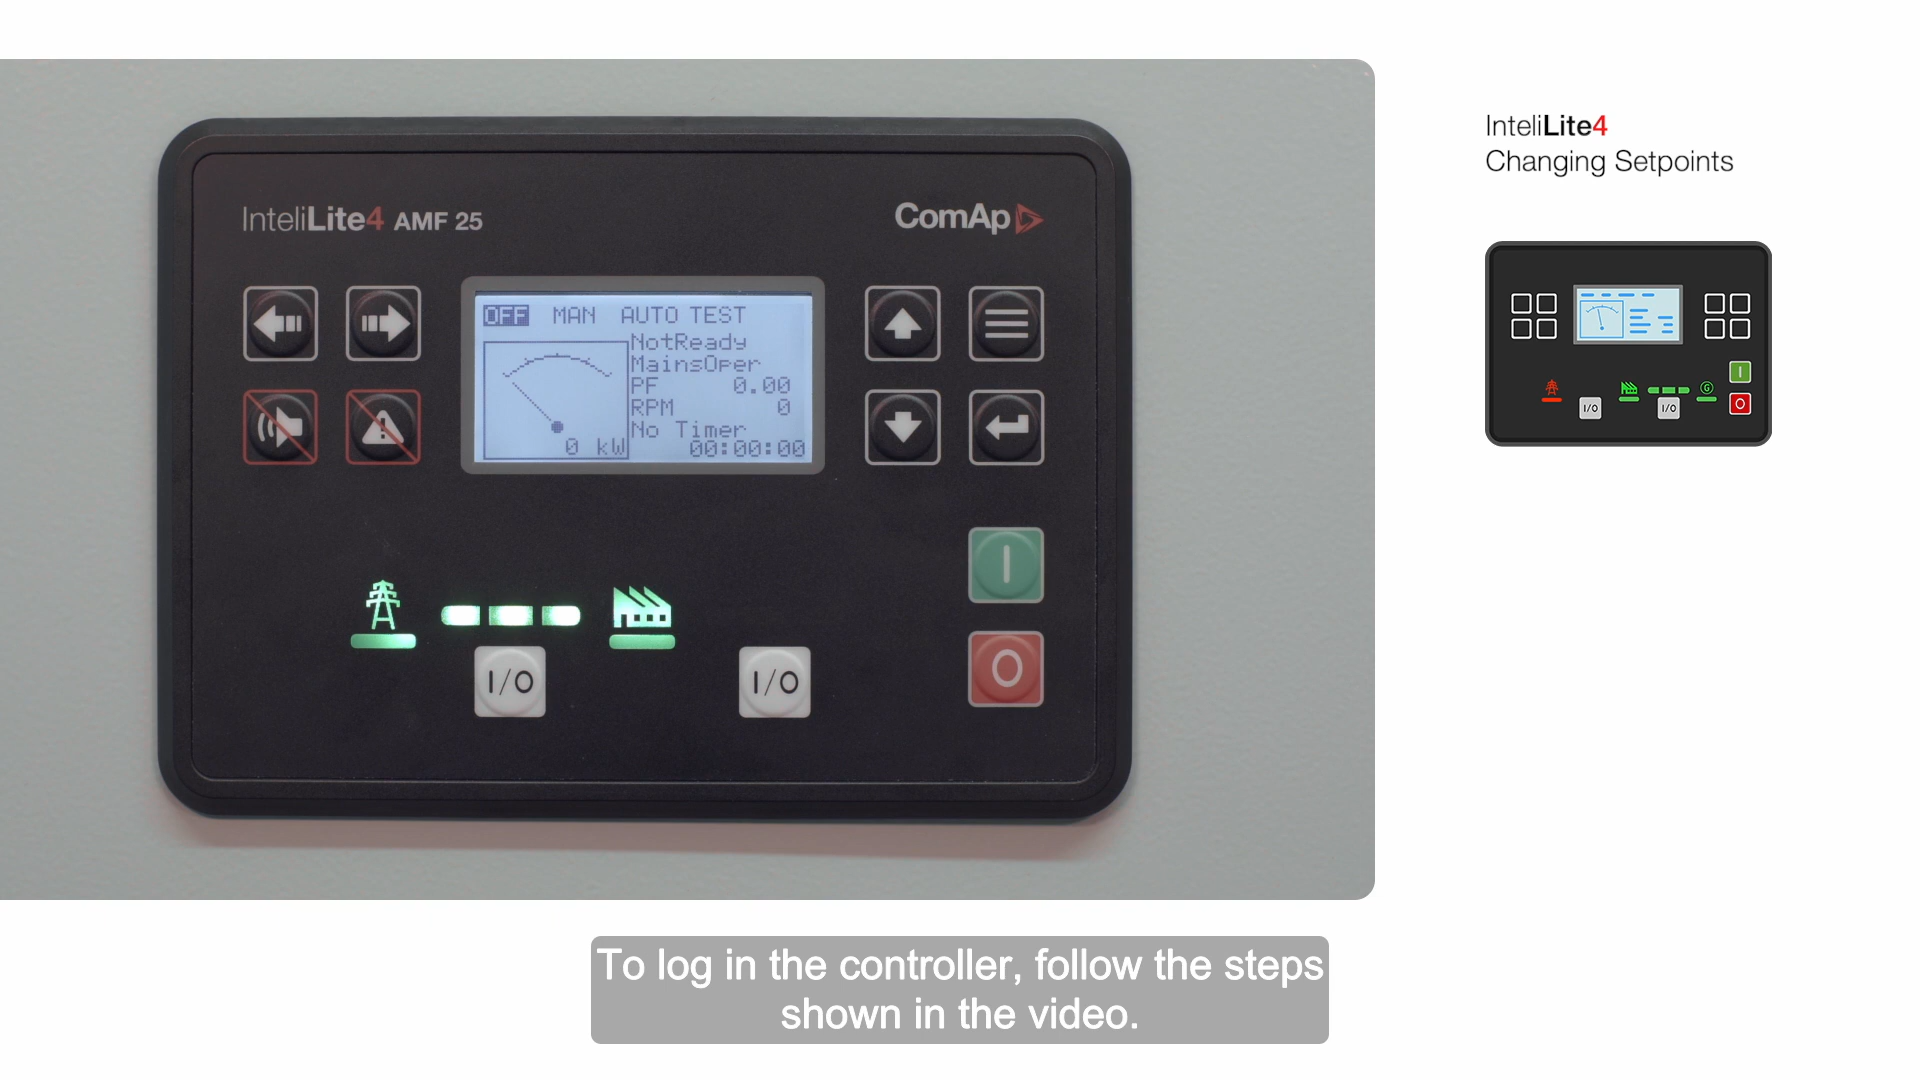 InteliLite4
Changing Setpoints
InteliLite4 AMF 25
ComAp
OFF MAN AUTO TEST
NotReady
MainsOper
PF 0.00
RPM 0
No Timer
0 kW 00:00:00
I
I/O
I/O
O
I
I/O
I/O
O
G
To log in the controller, follow the steps
shown in the video.